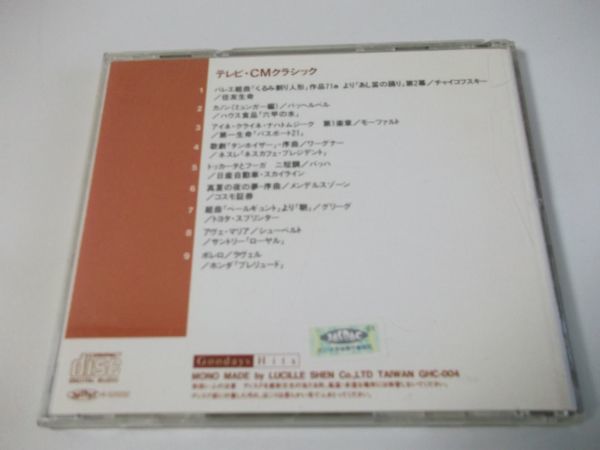 テレビ・CMクラシック
1 バレエ組曲「くるみ割り人形」作品71a より「あし笛の踊り」第2幕／チャイコフスキー
／住友生命
2 カノン(ミュンガー編)／パッヘルベル
／ハウス食品「六甲の水」
3 アイネ・クライネ・ナハトムジーク 第1楽章／モーツァルト
／第一生命「パスポート21」
4 歌劇「タンホイザー」-序曲／ワーグナー
／ネスレ「ネスカフェ・プレジデント」
5 トッカータとフーガ ニ短調／バッハ
／日産自動車・スカイライン
6 真夏の夜の夢-序曲／メンデルスゾーン
／コスモ証券
7 組曲「ペールギュント」より「朝」／グリーグ
／トヨタ・スプリンター
8 アヴェ・マリア／シューベルト
／サントリー「ローヤル」
9 ボレロ／ラヴェル
／ホンダ「プレリュード」
COMPACT
disc
DIGITAL AUDIO
Goodays Hits
MONO MADE by LUCILLE SHEN Co.,LTD TAIWAN GHC-004